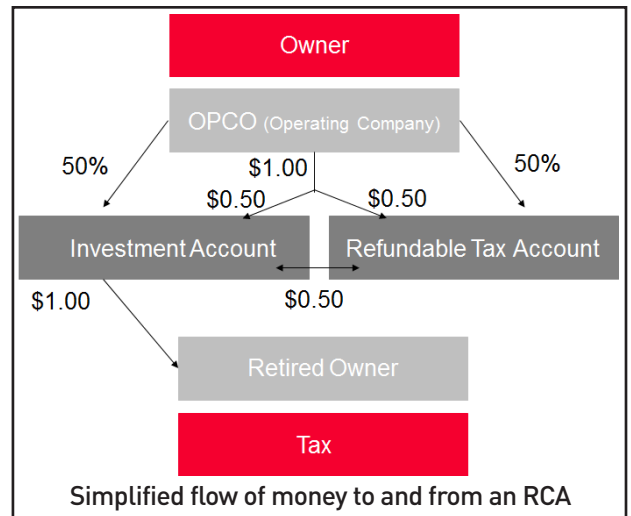 Owner
OPCO (Operating Company)
50% $1.00 50%
$0.50 $0.50
Investment Account Refundable Tax Account
$1.00 $0.50
Retired Owner
Tax
Simplified flow of money to and from an RCA